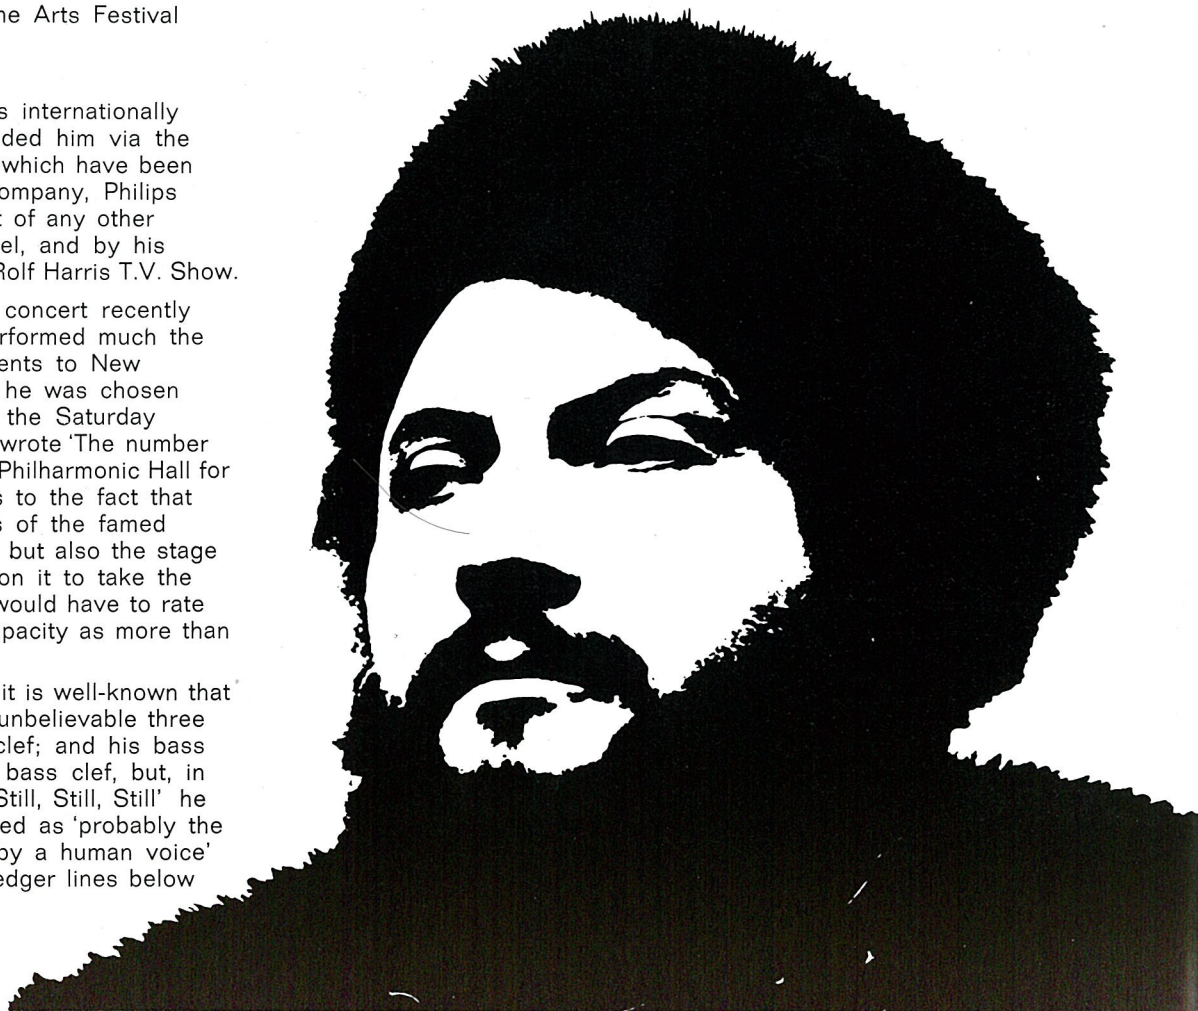 ne Arts Festival
s internationally
ded him via the
which have been
ompany, Philips
t of any other
el, and by his
Rolf Harris T.V. Show.
concert recently
rformed much the
ents to New
he was chosen
the Saturday
wrote 'The number
Philharmonic Hall for
s to the fact that
s of the famed
but also the stage
on it to take the
would have to rate
pacity as more than
it is well-known that
unbelievable three
clef; and his bass
bass clef, but, in
Still, Still, Still' he
ed as 'probably the
by a human voice'
edger lines below